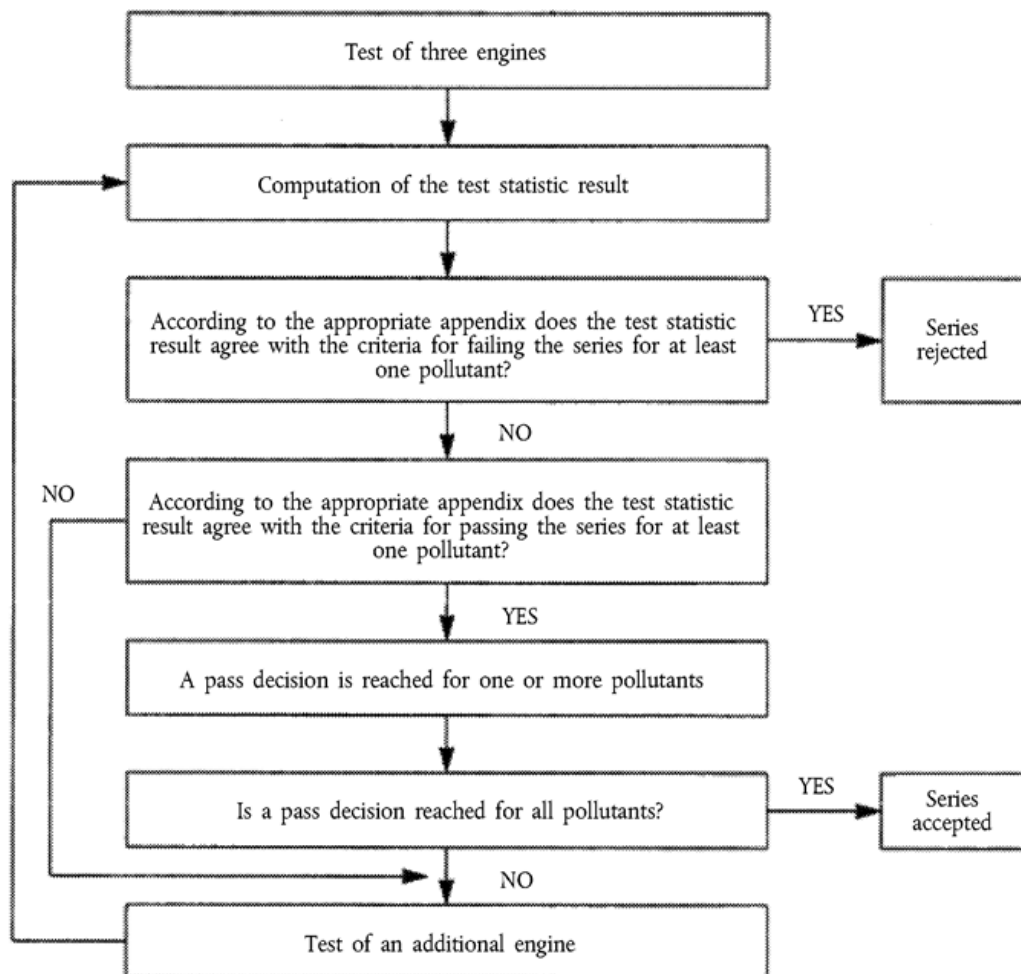 Test of three engines
Computation of the test statistic result
According to the appropriate appendix does the test statistic
result agree with the criteria for failing the series for at least
one pollutant?
YES
Series
rejected
NO
NO
According to the appropriate appendix does the test statistic
result agree with the criteria for passing the series for at least
one pollutant?
YES
A pass decision is reached for one or more pollutants
Is a pass decision reached for all pollutants?
YES
Series
accepted
NO
Test of an additional engine